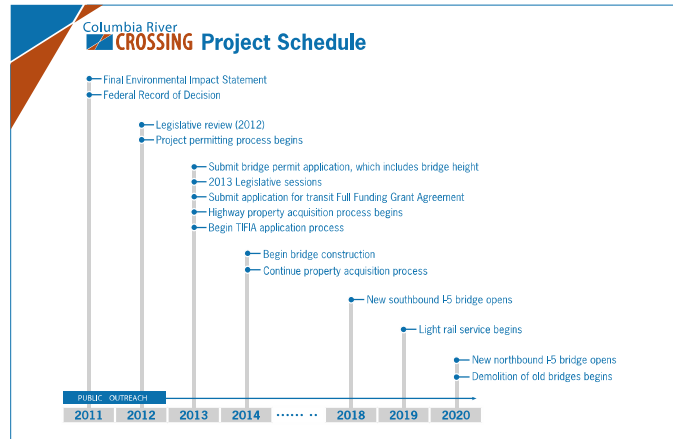 Columbia River
CROSSING Project Schedule
Final Environmental Impact Statement
Federal Record of Decision
Legislative review (2012)
Project permitting process begins
Submit bridge permit application, which includes bridge height
2013 Legislative sessions
Submit application for transit Full Funding Grant Agreement
Highway property acquisition process begins
Begin TIFIA application process
Begin bridge construction
Continue property acquisition process
New southbound I-5 bridge opens
Light rail service begins
New northbound I-5 bridge opens
Demolition of old bridges begins
PUBLIC OUTREACH
2011 2012 2013 2014 ...... .. 2018 2019 2020